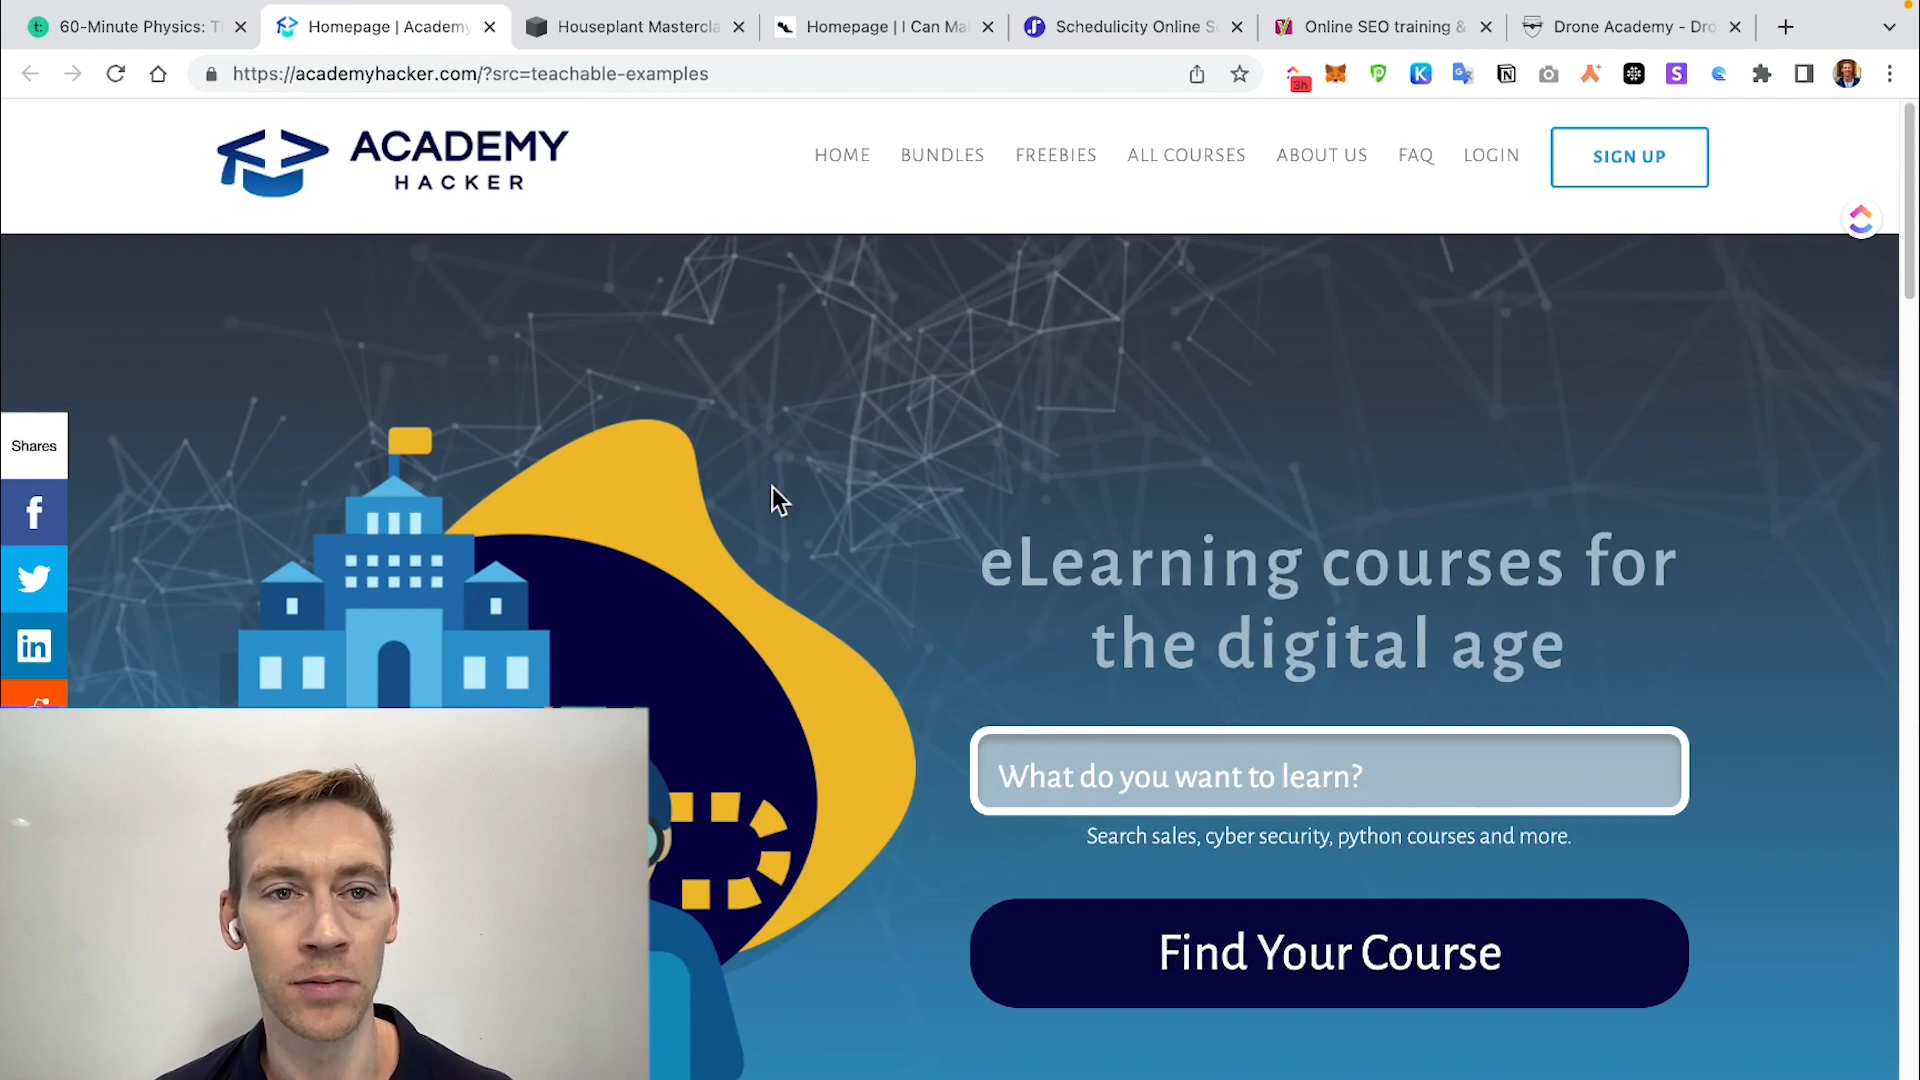 60-Minute Physics: T
Homepage | Academy
Houseplant Mastercla
Homepage | I Can Ma
Schedulicity Online S
Online SEO training &
Drone Academy - Dro
https://academyhacker.com/?src=teachable-examples
3h
ACADEMY
HACKER
HOME
BUNDLES
FREEBIES
ALL COURSES
ABOUT US
FAQ
LOGIN
SIGN UP
Shares
eLearning courses for
the digital age
What do you want to learn?
Search sales, cyber security, python courses and more.
Find Your Course